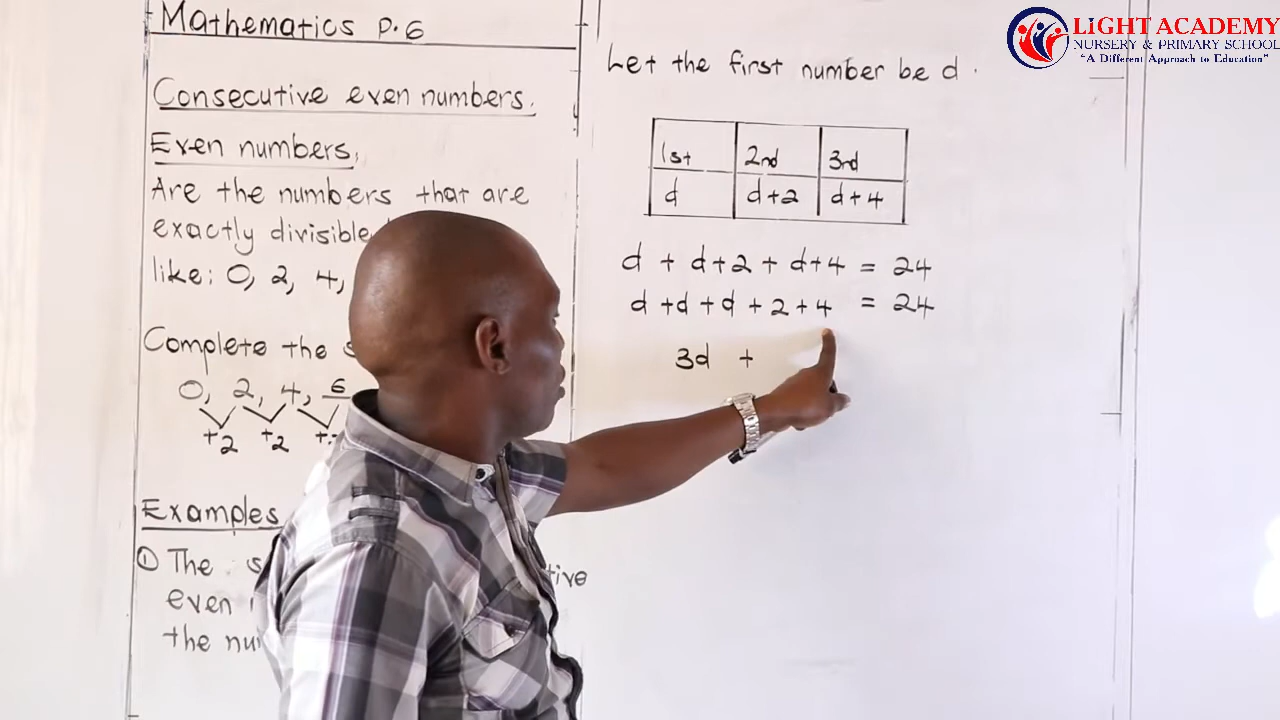 Mathematics P.6
Consecutive even numbers.
Even numbers.
Are the numbers that are
exactly divisible
like: 0, 2, 4,
Complete the
0, 2, 4, 6
+2 +2
Examples
① The
even
the
LIGHT ACADEMY
NURSERY & PRIMARY SCHOOL
"A Different Approach to Education"
Let the first number be d.
1st 2nd 3rd
d d+2 d+4
d + d+2 + d+4 = 24
d +d +d +2+4 = 24
3d +